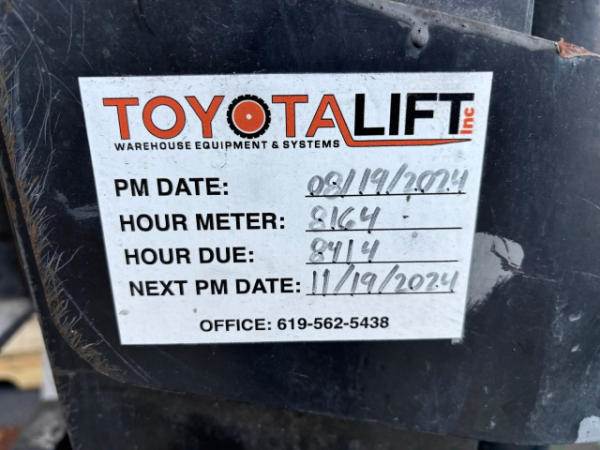 TOYOTALIFT Inc
WAREHOUSE EQUIPMENT & SYSTEMS
PM DATE: 08/19/2024
HOUR METER: 8164
HOUR DUE: 8414
NEXT PM DATE: 11/19/2024
OFFICE: 619-562-5438